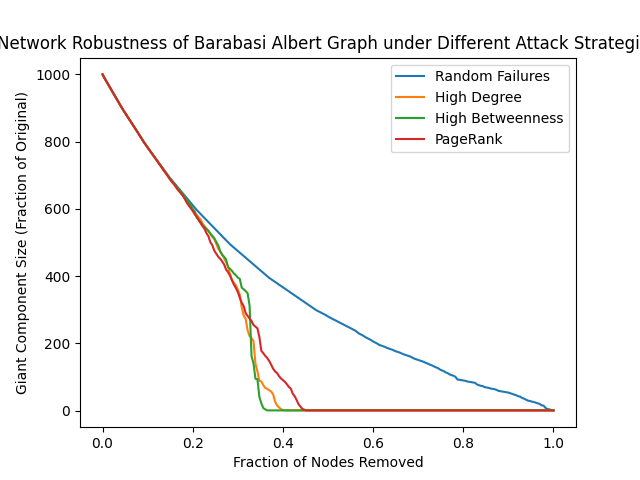 Network Robustness of Barabasi Albert Graph under Different Attack Strategi
Random Failures
High Degree
High Betweenness
PageRank
Giant Component Size (Fraction of Original)
1000
800
600
400
200
0
0.0 0.2 0.4 0.6 0.8 1.0
Fraction of Nodes Removed